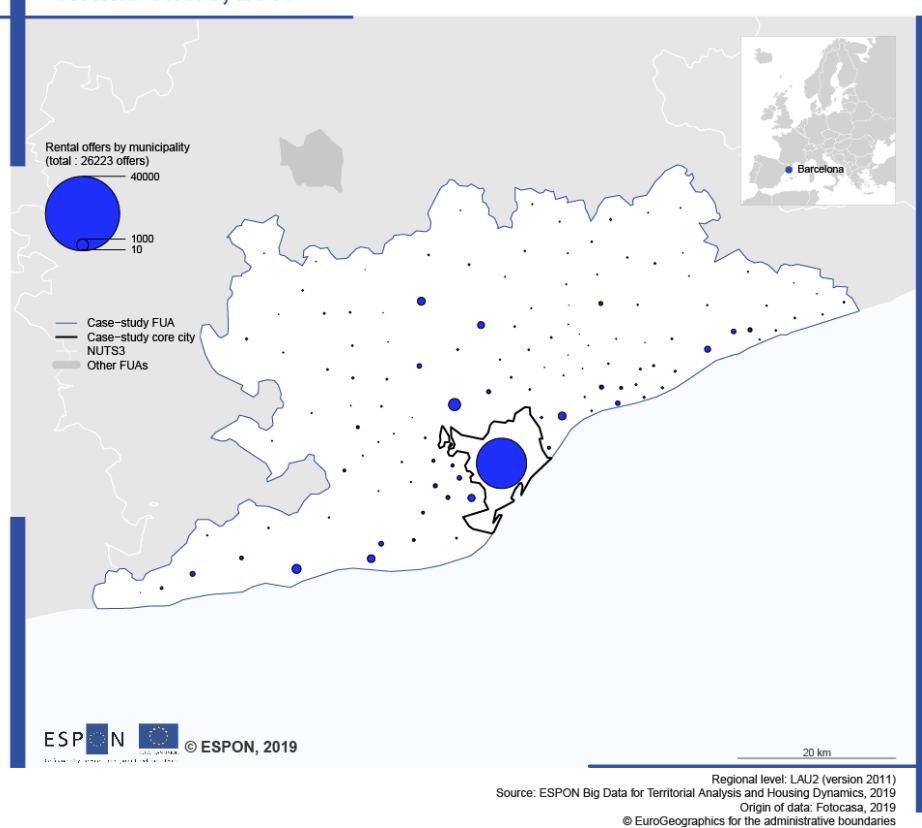 Rental offers by municipality
(total : 26223 offers)
40000
1000
10
Case-study FUA
Case-study core city
NUTS3
Other FUAs
Barcelona
ESPON
© ESPON, 2019
20 km
Regional level: LAU2 (version 2011)
Source: ESPON Big Data for Territorial Analysis and Housing Dynamics, 2019
Origin of data: Fotocasa, 2019
© EuroGeographics for the administrative boundaries